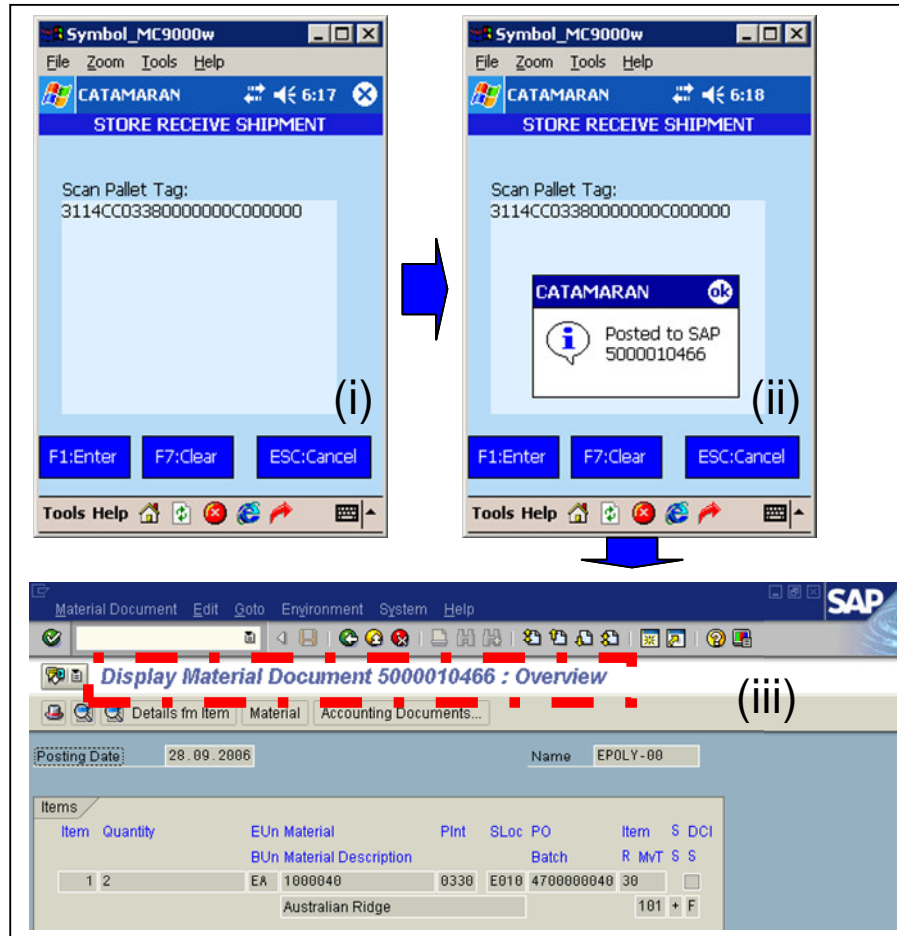 Symbol_MC9000w
File Zoom Tools Help
CATAMARAN 6:17
STORE RECEIVE SHIPMENT
Scan Pallet Tag:
3114CC03380000000C000000
(i)
F1:Enter F7:Clear ESC:Cancel
Tools Help
Symbol_MC9000w
File Zoom Tools Help
CATAMARAN 6:18
STORE RECEIVE SHIPMENT
Scan Pallet Tag:
3114CC03380000000C000000
CATAMARAN ok
Posted to SAP
5000010466
(ii)
F1:Enter F7:Clear ESC:Cancel
Tools Help
Material Document Edit Goto Environment System Help
SAP
Display Material Document 5000010466 : Overview
(iii)
Details fm Item Material Accounting Documents...
Posting Date 28.09.2006 Name EPOLY-00
Items
Item Quantity EUn Material Plnt SLoc PO Item S DCI
BUn Material Description Batch R MvT S S
1 2 EA 1000040 0330 E010 4700000040 30
Australian Ridge 101 + F